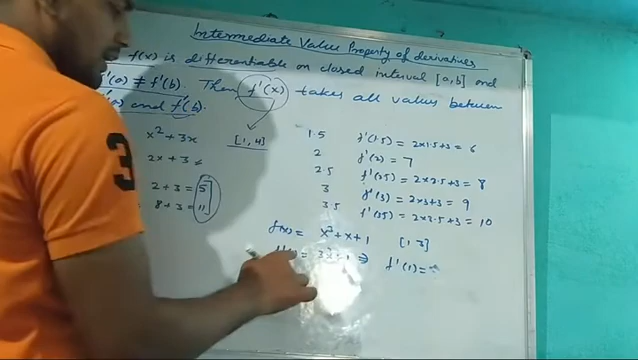 Intermediate Value Property of derivatives
f(x) is differentiable on closed interval [a,b] and
f'(a) ≠ f'(b). Then f'(x) takes all values between
and f'(b).
x²+3x [1,4]
2x+3
2+3 = 5
8+3 = 11
1.5 f'(1.5) = 2×1.5+3 = 6
2 f'(2) = 7
2.5 f'(2.5) = 2×2.5+3 = 8
3 f'(3) = 2×3+3 = 9
3.5 f'(3.5) = 2×3.5+3 = 10
f(x) = x³+x+1 [1 3]
⇒ f'(1) =
3